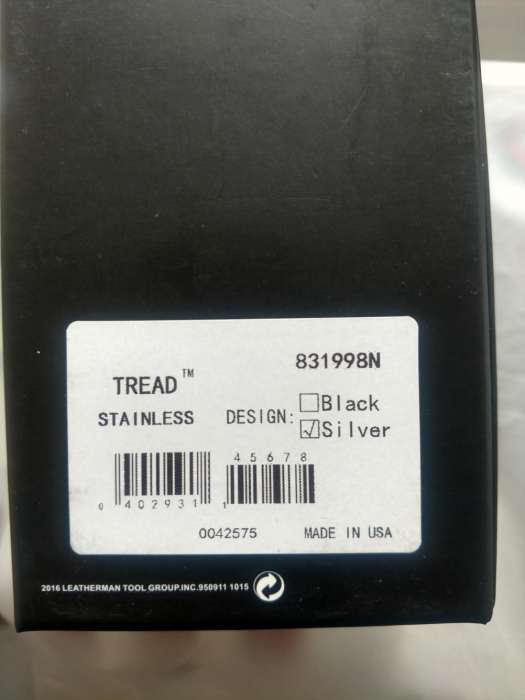 831998N
TREAD™
STAINLESS
DESIGN:
Black
Silver
45678
0 402931 1
0042575
MADE IN USA
2016 LEATHERMAN TOOL GROUP.INC.950911 1015